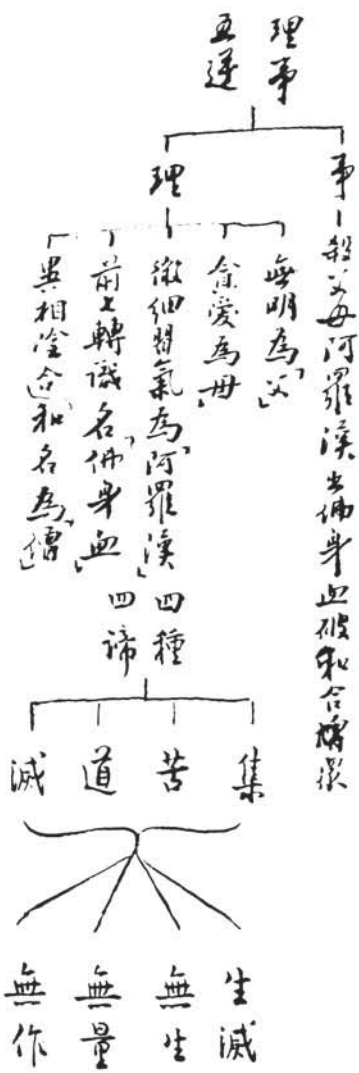 理事
五逆
事—殺父母阿羅漢出佛身血破和合僧眾
理
無明為「父」
貪愛為「母」
微細習氣為「阿羅漢」
前七轉識名「佛身血」
異相陰合和名為「僧」
四種
四諦
集
苦
道
滅
生滅
無生
無量
無作